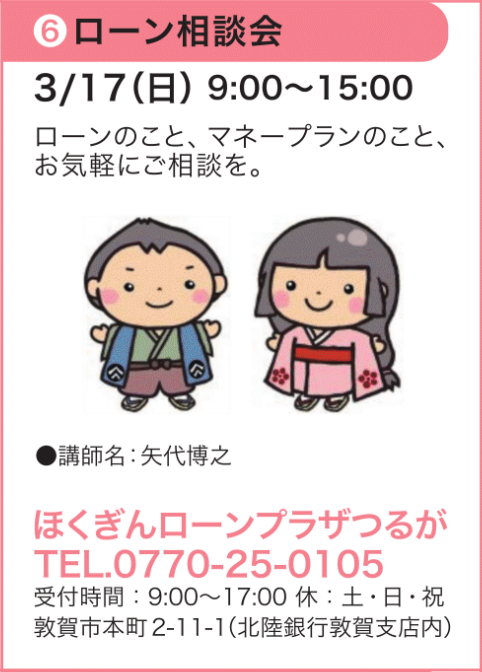 ❻ローン相談会
3/17(日) 9:00〜15:00
ローンのこと、マネープランのこと、
お気軽にご相談を。
●講師名:矢代博之
ほくぎんローンプラザつるが
TEL.0770-25-0105
受付時間:9:00〜17:00 休:土・日・祝
敦賀市本町2-11-1(北陸銀行敦賀支店内)